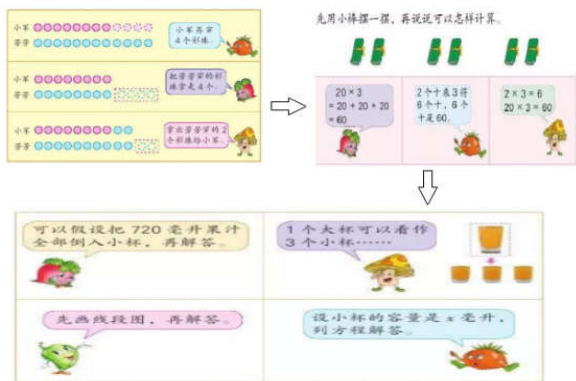 小军
芳芳
小军再穿
4个彩珠。
小军
芳芳
把芳芳穿的彩
珠拿走4个。
小军
芳芳
拿出芳芳穿的2
个彩珠给小军。
先用小棒摆一摆，再说说可以怎样计算。
20×3
=20+20+20
=60
2个十乘3得
6个十，6个
十是60。
2×3=6
20×3=60
可以假设把720毫升果汁
全部倒入小杯，再解答。
1个大杯可以看作
3个小杯……
先画线段图，再解答。
设小杯的容量是x毫升，
列方程解答。